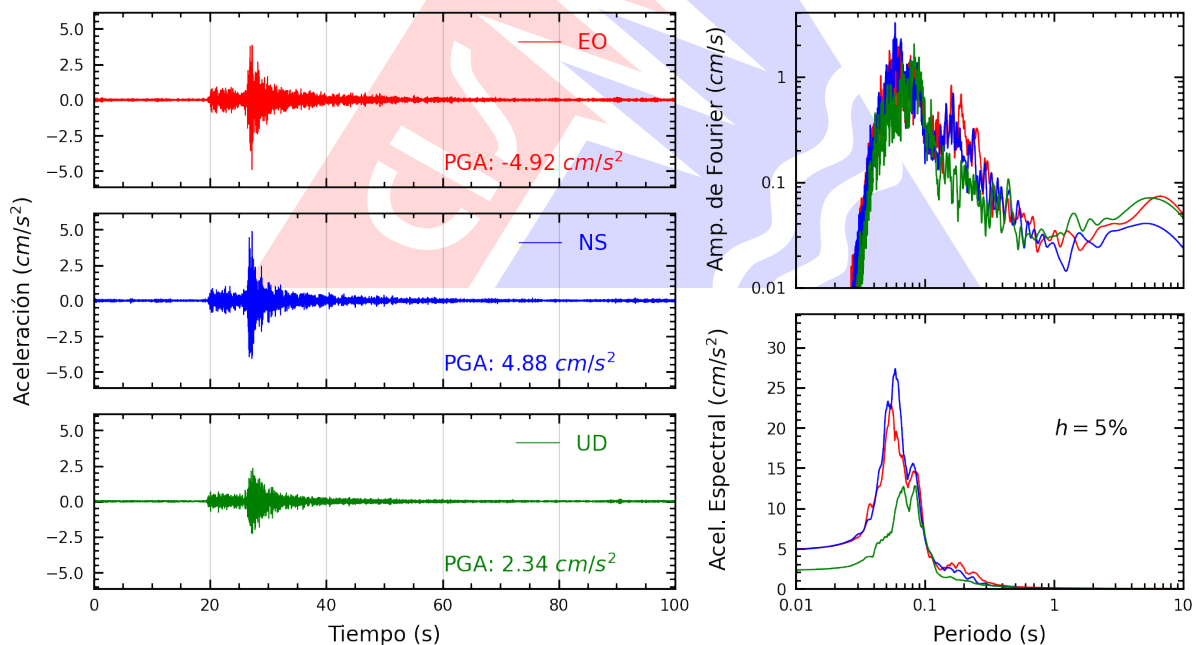 Aceleración (cm/s²)
5.0
2.5
0.0
−2.5
−5.0
EO
PGA: -4.92 cm/s²
5.0
2.5
0.0
−2.5
−5.0
NS
PGA: 4.88 cm/s²
5.0
2.5
0.0
−2.5
−5.0
UD
PGA: 2.34 cm/s²
0 20 40 60 80 100
Tiempo (s)
Amp. de Fourier (cm/s)
1
0.1
0.01
Acel. Espectral (cm/s²)
30
25
20
15
10
5
0
h = 5%
0.01 0.1 1 10
Periodo (s)
CISMID